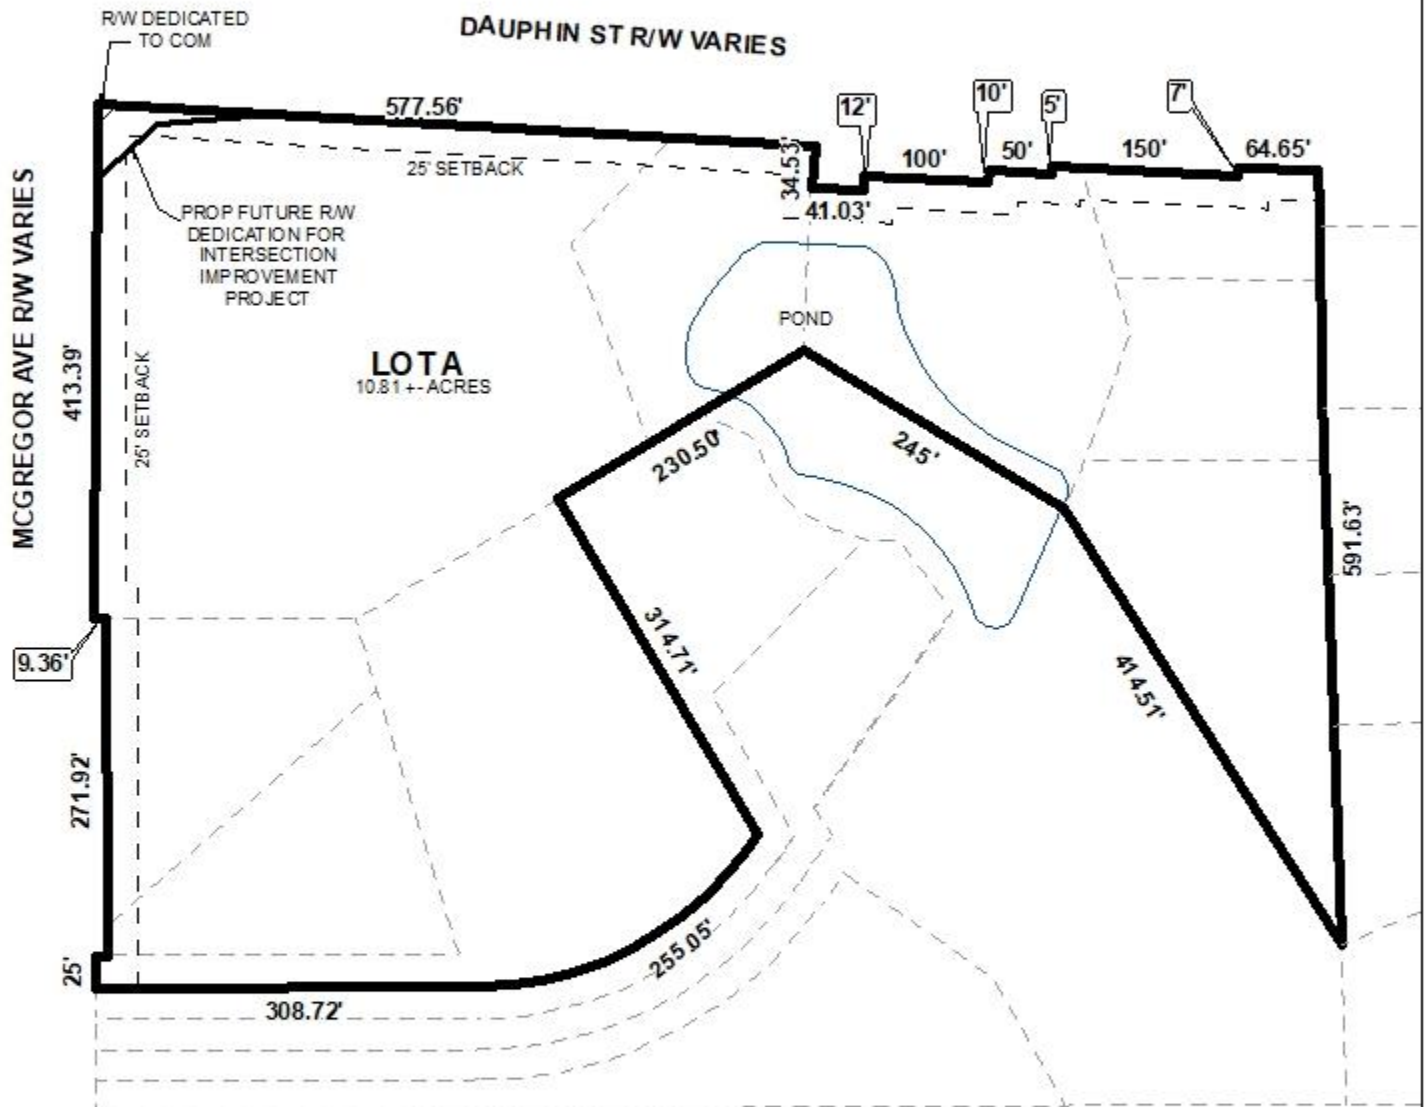 R/W DEDICATED
TO COM
DAUPHIN ST R/W VARIES
577.56'
12'
10'
5'
7'
100'
50'
150'
64.65'
34.53'
41.03'
25' SETBACK
PROP FUTURE R/W
DEDICATION FOR
INTERSECTION
IMPROVEMENT
PROJECT
MCGREGOR AVE R/W VARIES
413.39'
25' SETBACK
LOT A
10.81 +- ACRES
POND
230.50'
245'
591.63'
314.71'
414.51'
9.36'
271.92'
25'
255.05'
308.72'